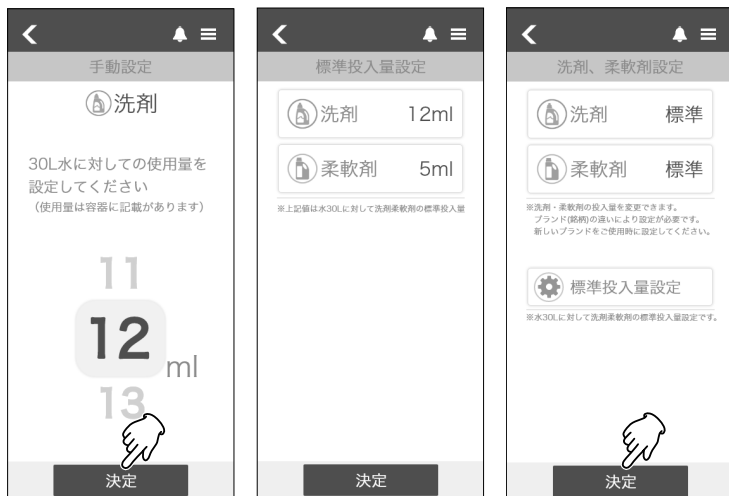 手動設定
洗剤
30L水に対しての使用量を
設定してください
(使用量は容器に記載があります)
11
12
ml
13
決定
標準投入量設定
洗剤 12ml
柔軟剤 5ml
※上記値は水30Lに対して洗剤柔軟剤の標準投入量
決定
洗剤、柔軟剤設定
洗剤 標準
柔軟剤 標準
※洗剤・柔軟剤の投入量を変更できます。
ブランド(銘柄)の違いにより設定が必要です。
新しいブランドをご使用時に設定してください。
標準投入量設定
※水30Lに対して洗剤柔軟剤の標準投入量設定です。
決定